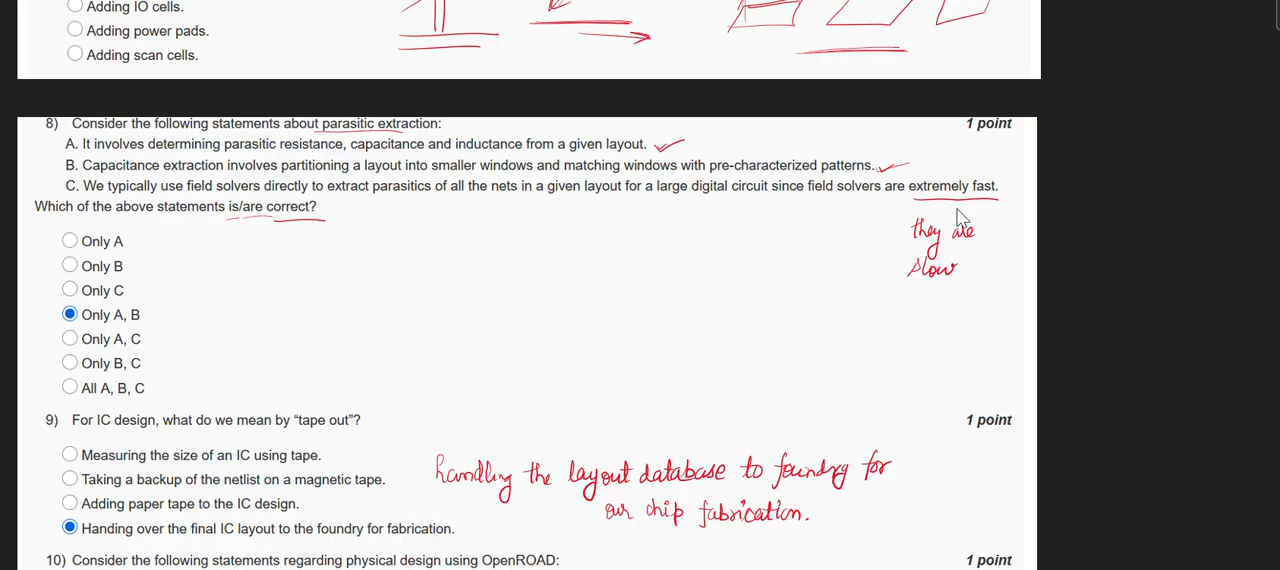 Adding IO cells.
Adding power pads.
Adding scan cells.
8) Consider the following statements about parasitic extraction: 1 point
A. It involves determining parasitic resistance, capacitance and inductance from a given layout.
B. Capacitance extraction involves partitioning a layout into smaller windows and matching windows with pre-characterized patterns.
C. We typically use field solvers directly to extract parasitics of all the nets in a given layout for a large digital circuit since field solvers are extremely fast.
Which of the above statements is/are correct?
they are
slow
Only A
Only B
Only C
Only A, B
Only A, C
Only B, C
All A, B, C
9) For IC design, what do we mean by “tape out”? 1 point
Measuring the size of an IC using tape.
Taking a backup of the netlist on a magnetic tape.
Adding paper tape to the IC design.
Handing over the final IC layout to the foundry for fabrication.
handling the layout database to foundry for
our chip fabrication.
10) Consider the following statements regarding physical design using OpenROAD: 1 point